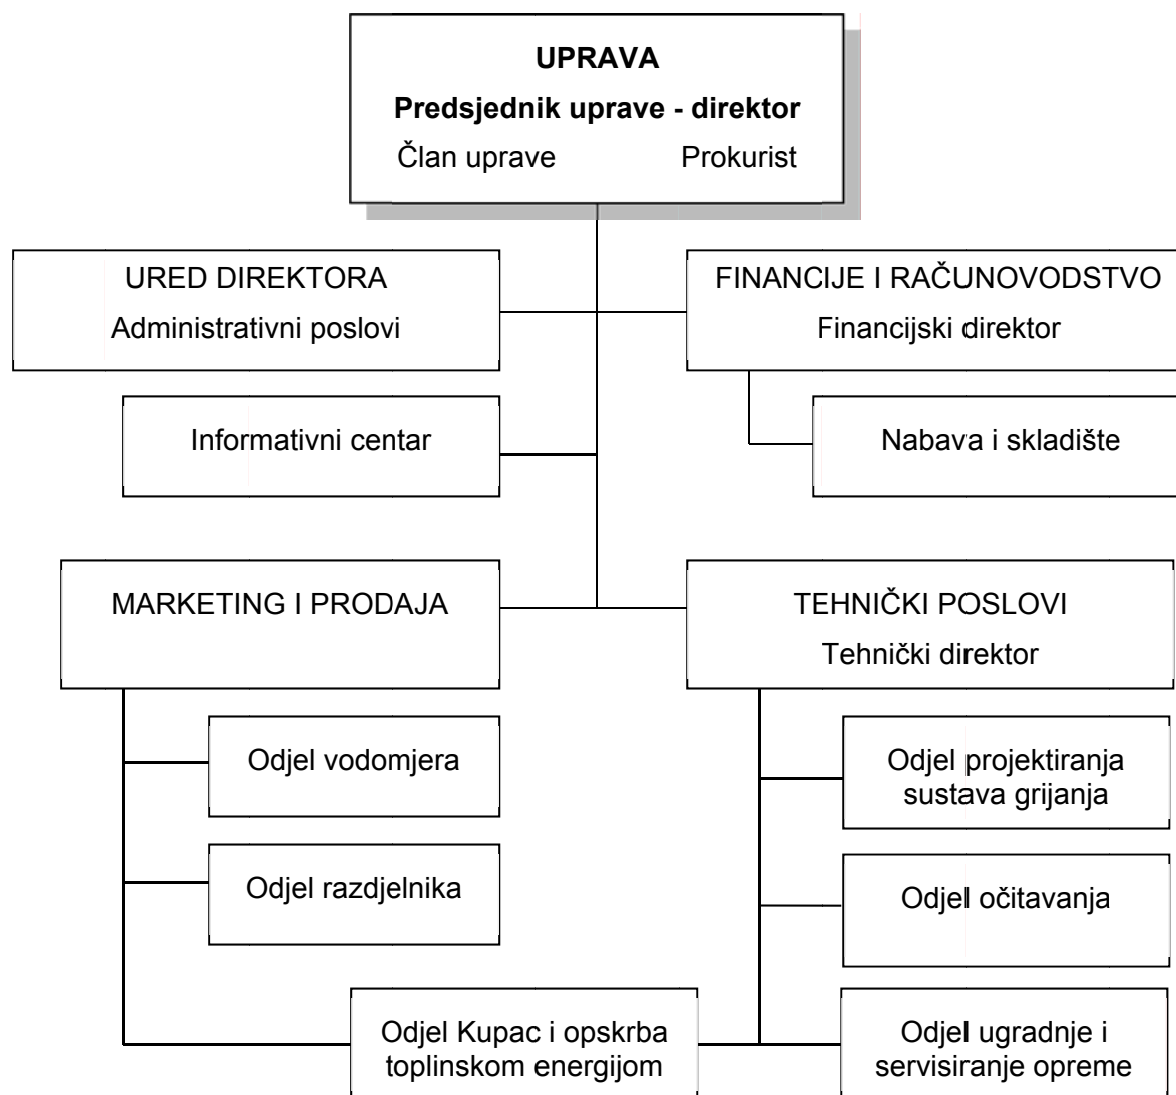 UPRAVA
Predsjednik uprave - direktor
Član uprave Prokurist
URED DIREKTORA
Administrativni poslovi
FINANCIJE I RAČUNOVODSTVO
Financijski direktor
Informativni centar
Nabava i skladište
MARKETING I PRODAJA
TEHNIČKI POSLOVI
Tehnički direktor
Odjel vodomjera
Odjel projektiranja
sustava grijanja
Odjel razdjelnika
Odjel očitavanja
Odjel Kupac i opskrba
toplinskom energijom
Odjel ugradnje i
servisiranje opreme